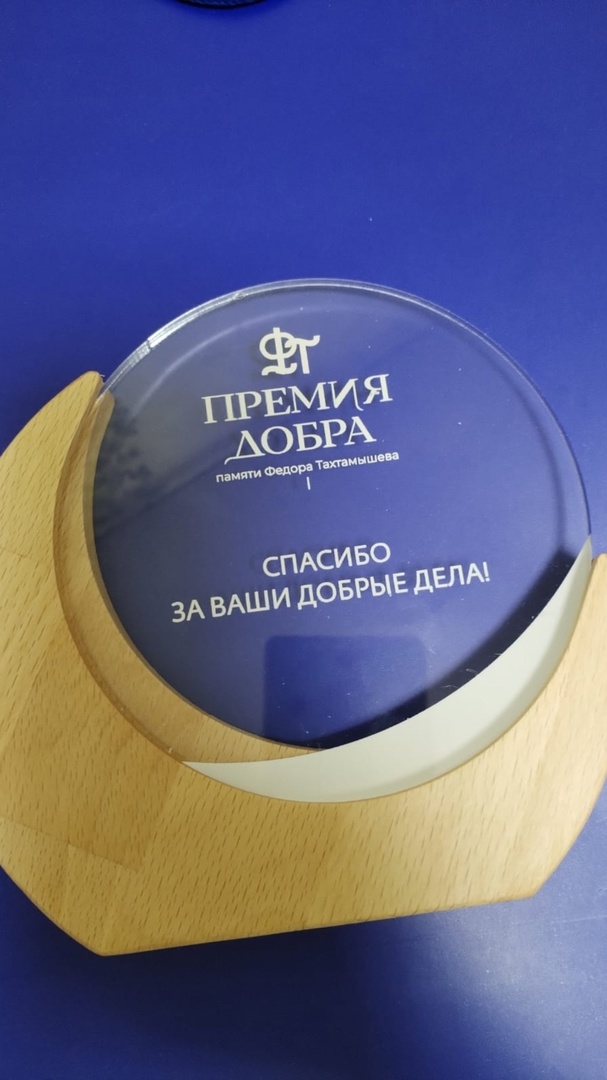 ФТ
ПРЕМИЯ
ДОБРА
памяти Федора Тахтамышева
СПАСИБО
ЗА ВАШИ ДОБРЫЕ ДЕЛА!